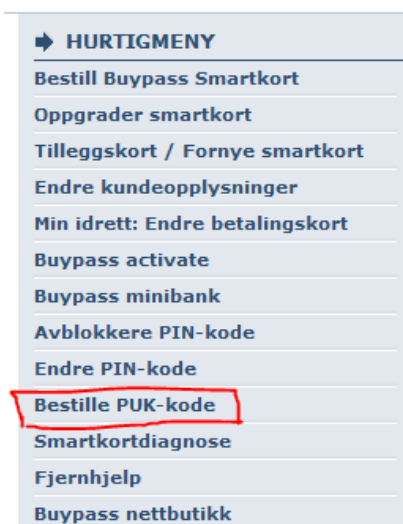 HURTIGMENY
Bestill Buypass Smartkort
Oppgrader smartkort
Tilleggskort / Fornye smartkort
Endre kundeopplysninger
Min idrett: Endre betalingskort
Buypass activate
Buypass minibank
Avblokkere PIN-kode
Endre PIN-kode
Bestille PUK-kode
Smartkortdiagnose
Fjernhjelp
Buypass nettbutikk